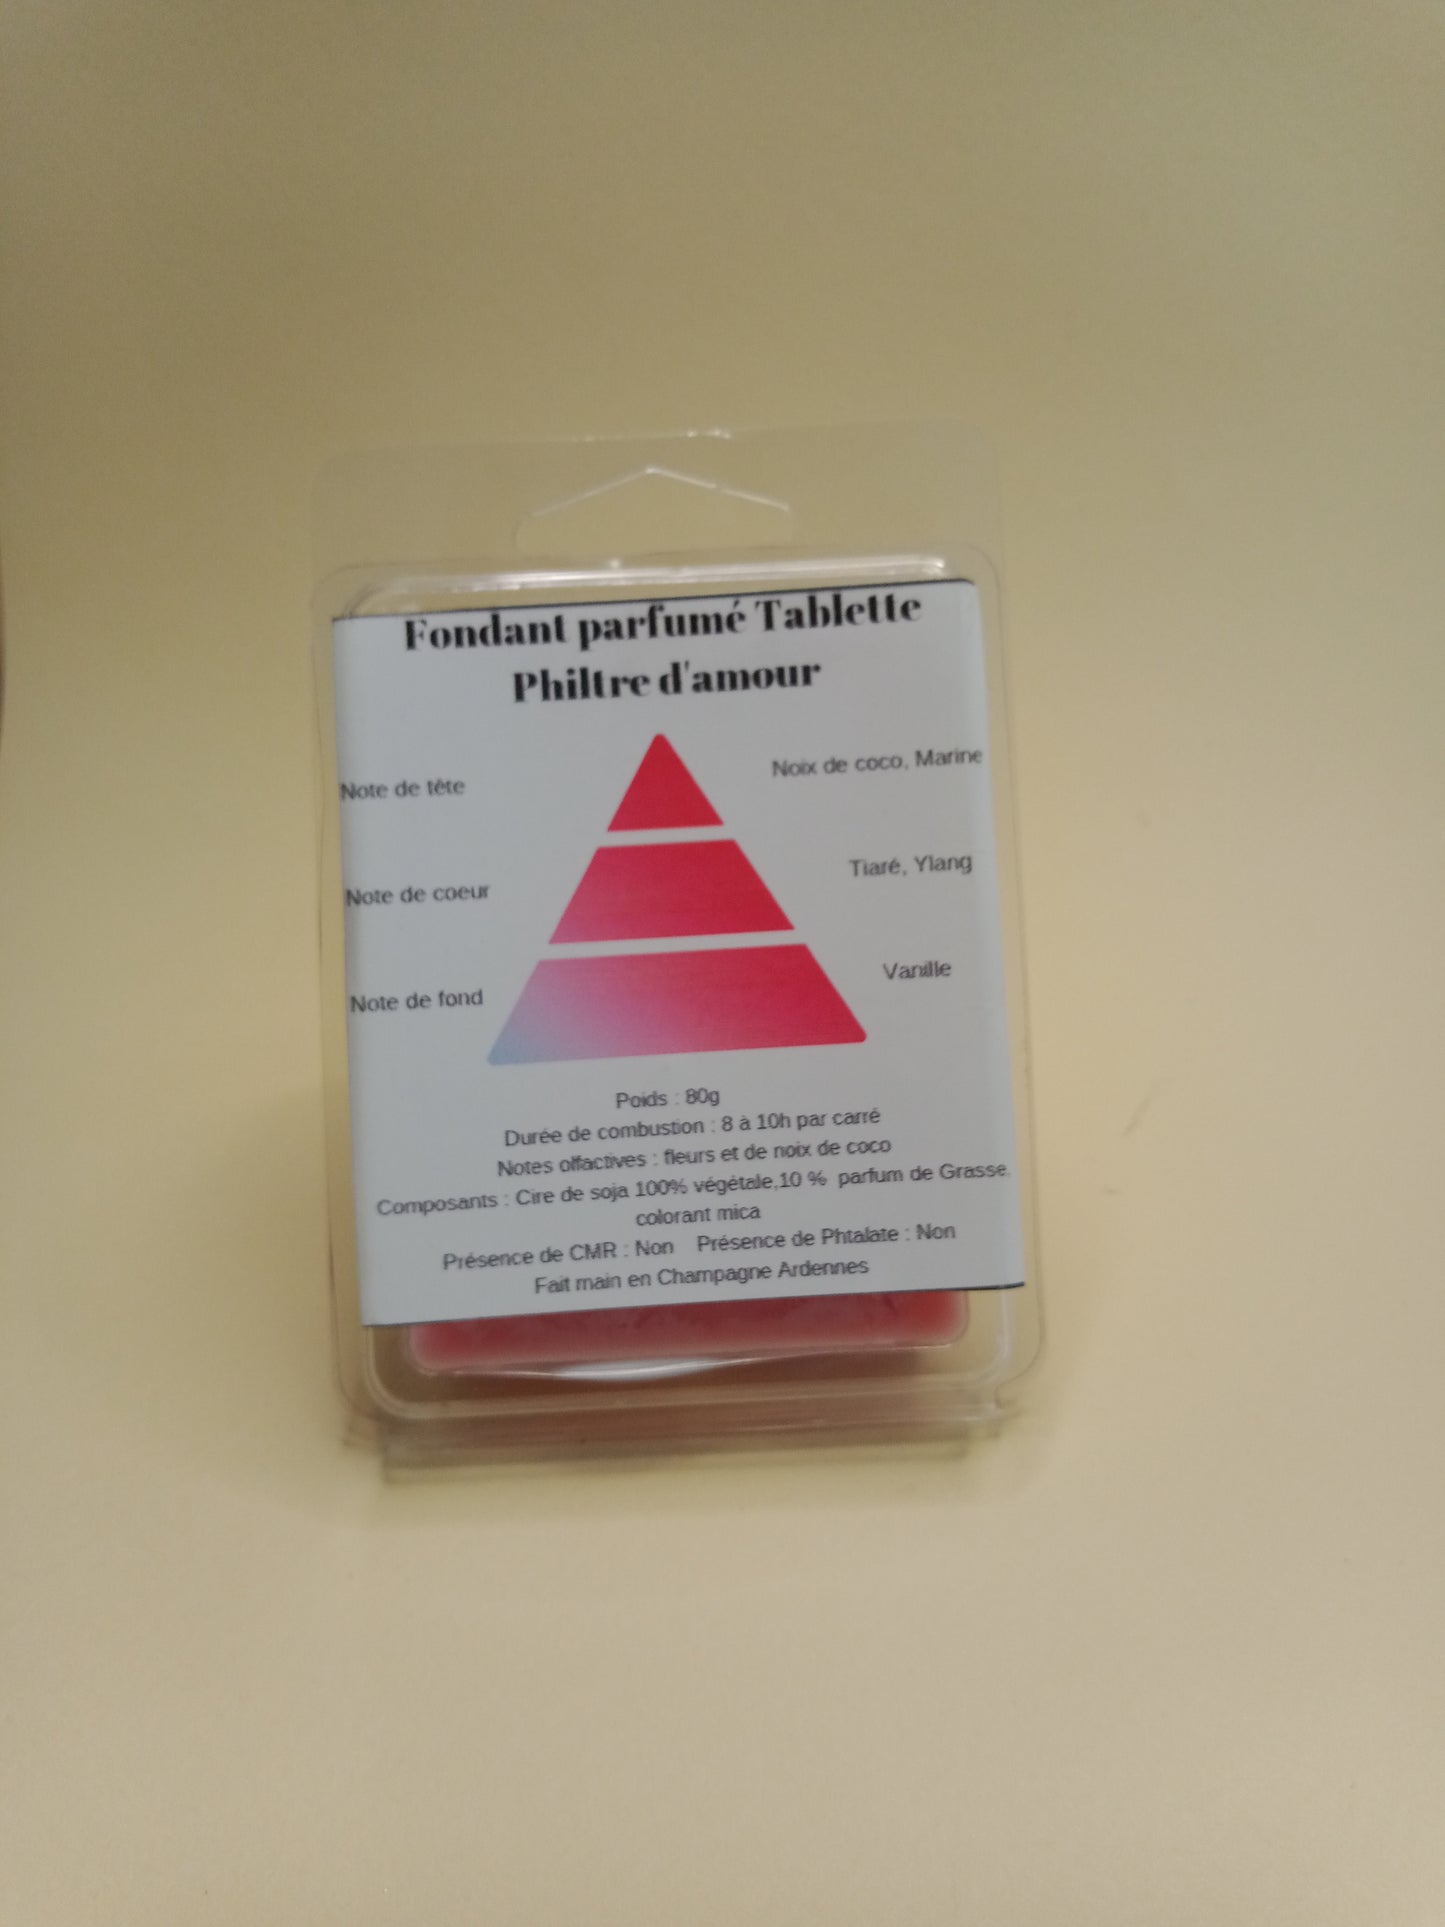 Fondant parfumé Tablette
Philtre d'amour
Note de tête
Noix de coco, Marine
Note de coeur
Tiaré, Ylang
Note de fond
Vanille
Poids : 80g
Durée de combustion : 8 à 10h par carré
Notes olfactives : fleurs et de noix de coco
Composants : Cire de soja 100% végétale,10 % parfum de Grasse,
colorant mica
Présence de CMR : Non Présence de Phtalate : Non
Fait main en Champagne Ardennes